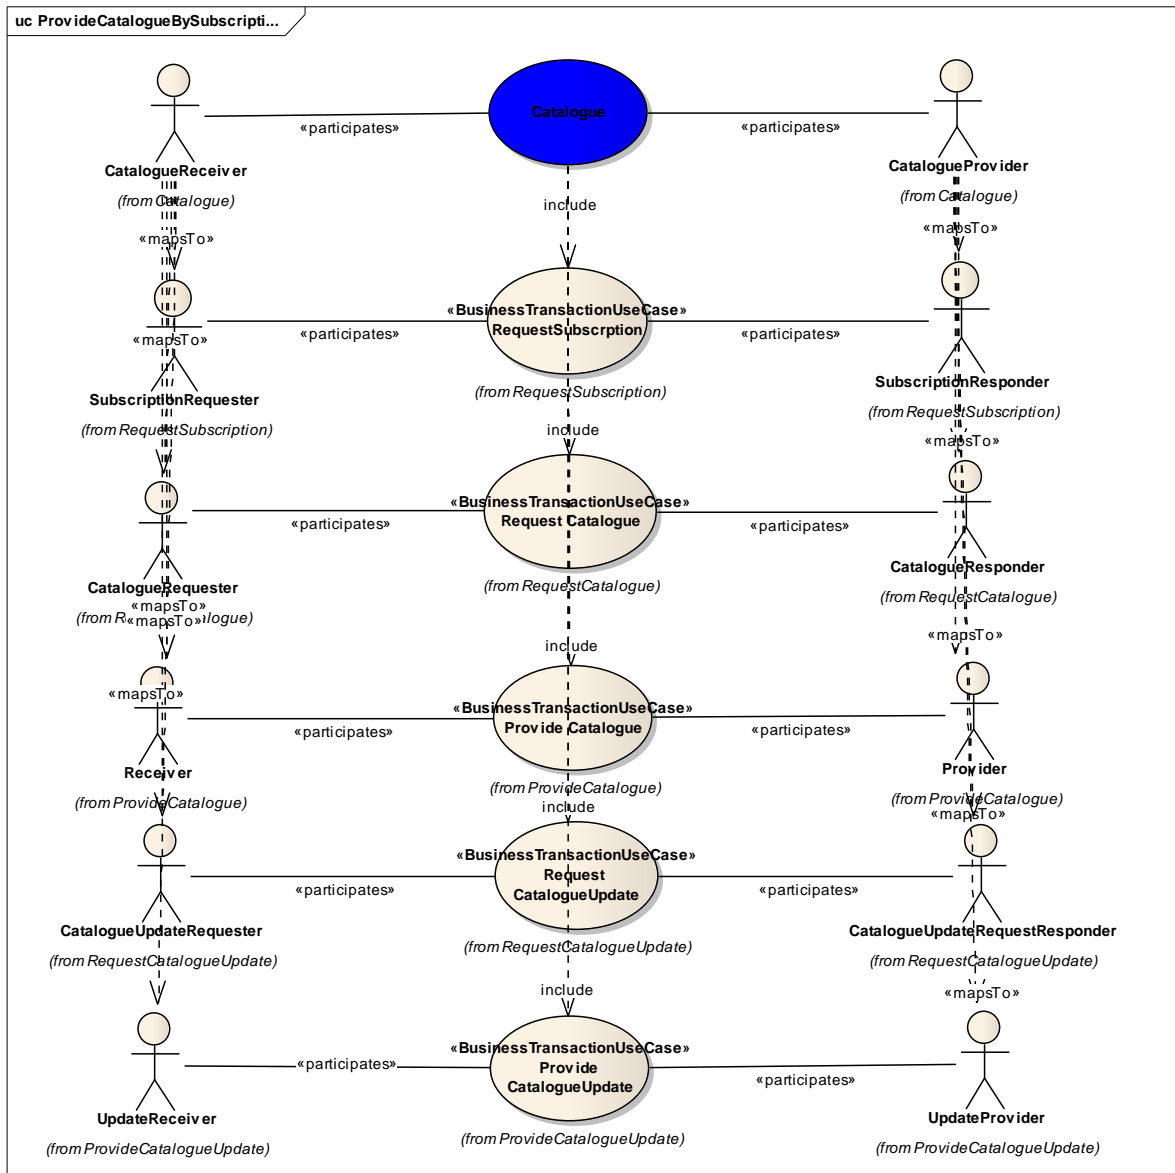 uc ProvideCatalogueBySubscripti...
Catalogue
«participates»
«participates»
CatalogueReceiver
(from Catalogue)
CatalogueProvider
(from Catalogue)
include
«mapsTo»
«mapsTo»
«BusinessTransactionUseCase»
RequestSubscrption
(from RequestSubscription)
«participates»
«participates»
«mapsTo»
SubscriptionRequester
(from RequestSubscription)
SubscriptionResponder
(from RequestSubscription)
include
«mapsTo»
«BusinessTransactionUseCase»
Request Catalogue
(from RequestCatalogue)
«participates»
«participates»
CatalogueRequester
«mapsTo»
(from R alogue)
«mapsTo»
CatalogueResponder
(from RequestCatalogue)
include
«mapsTo»
«mapsTo»
«BusinessTransactionUseCase»
Provide Catalogue
(from ProvideCatalogue)
«participates»
«participates»
Receiver
(from ProvideCatalogue)
Provider
(from ProvideCatalogue)
include
«mapsTo»
«BusinessTransactionUseCase»
Request
CatalogueUpdate
(from RequestCatalogueUpdate)
«participates»
«participates»
CatalogueUpdateRequester
(from RequestCatalogueUpdate)
CatalogueUpdateRequestResponder
(from RequestCatalogueUpdate)
include
«mapsTo»
«BusinessTransactionUseCase»
Provide
CatalogueUpdate
(from ProvideCatalogueUpdate)
«participates»
«participates»
UpdateReceiver
(from ProvideCatalogueUpdate)
UpdateProvider
(from ProvideCatalogueUpdate)